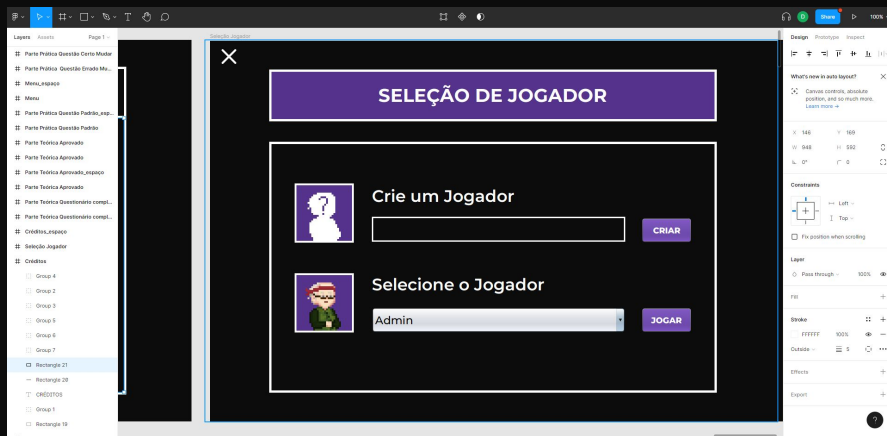 Share
100%
Layers Assets Page 1
Design Prototype Inspect
Parte Prática Questão Certo Mudar
Parte Prática Questão Errado Mu...
Menu_espaço
Menu
Parte Prática Questão Padrão_esp...
Parte Prática Questão Padrão
Parte Teórica Aprovado
Parte Teórica Aprovado
Parte Teórica Aprovado_espaço
Parte Teórica Aprovado
Parte Teórica Questionário compl...
Parte Teórica Questionário compl...
Créditos_espaço
Seleção Jogador
Créditos
Group 4
Group 2
Group 3
Group 5
Group 6
Group 7
Rectangle 21
Rectangle 28
CRÉDITOS
Group 1
Rectangle 19
Seleção Jogador
SELEÇÃO DE JOGADOR
Crie um Jogador
CRIAR
Selecione o Jogador
Admin
JOGAR
What's new in auto layout?
Canvas controls, absolute
position, and so much more.
Learn more →
X 146 Y 169
W 948 H 592
0° 0
Constraints
Left
Top
Fix position when scrolling
Layer
Pass through 100%
Fill
Stroke
FFFFFF 100%
Outside 5
Effects
Export
?